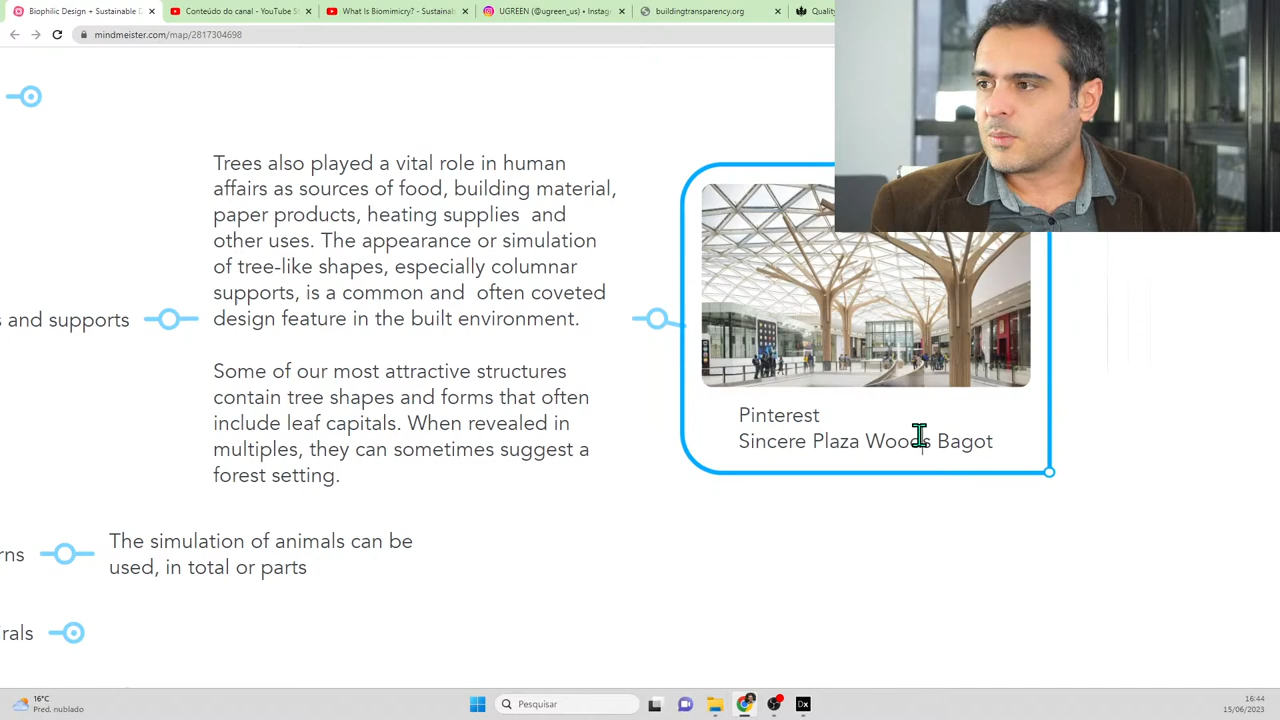 Biophilic Design + Sustainable D
Conteúdo do canal - YouTube S
What Is Biomimicry? - Sustainab
UGREEN (@ugreen_us) • Instag
buildingtransparency.org
Quality
mindmeister.com/map/2817304698
Trees also played a vital role in human
affairs as sources of food, building material,
paper products, heating supplies and
other uses. The appearance or simulation
of tree-like shapes, especially columnar
supports, is a common and often coveted
design feature in the built environment.
s and supports
Some of our most attractive structures
contain tree shapes and forms that often
include leaf capitals. When revealed in
multiples, they can sometimes suggest a
forest setting.
Pinterest
Sincere Plaza Woods Bagot
rns
The simulation of animals can be
used, in total or parts
irals
16°C
Pred. nublado
Pesquisar
Dx
16:44
15/06/2023